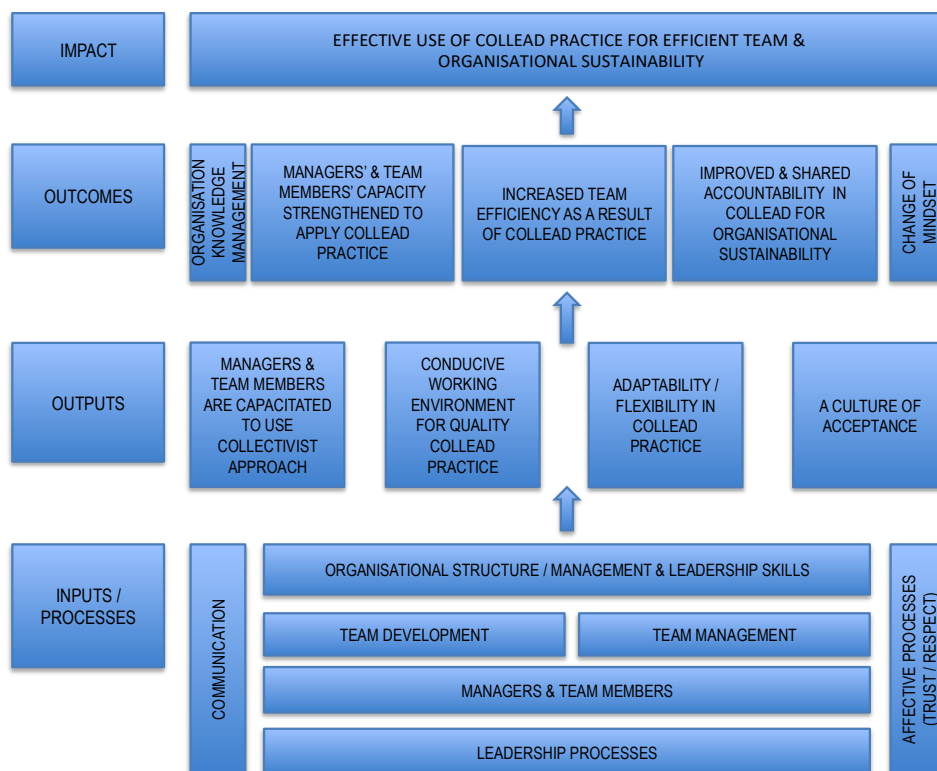 IMPACT
EFFECTIVE USE OF COLLEAD PRACTICE FOR EFFICIENT TEAM &
ORGANISATIONAL SUSTAINABILITY
OUTCOMES
ORGANISATION
KNOWLEDGE
MANAGEMENT
MANAGERS' & TEAM
MEMBERS' CAPACITY
STRENGTHENED TO
APPLY COLLEAD
PRACTICE
INCREASED TEAM
EFFICIENCY AS A RESULT
OF COLLEAD PRACTICE
IMPROVED & SHARED
ACCOUNTABILITY IN
COLLEAD FOR
ORGANISATIONAL
SUSTAINABILITY
CHANGE OF
MINDSET
OUTPUTS
MANAGERS &
TEAM MEMBERS
ARE CAPACITATED
TO USE
COLLECTIVIST
APPROACH
CONDUCIVE
WORKING
ENVIRONMENT
FOR QUALITY
COLLEAD
PRACTICE
ADAPTABILITY /
FLEXIBILITY IN
COLLEAD
PRACTICE
A CULTURE OF
ACCEPTANCE
INPUTS /
PROCESSES
COMMUNICATION
ORGANISATIONAL STRUCTURE / MANAGEMENT & LEADERSHIP SKILLS
TEAM DEVELOPMENT
TEAM MANAGEMENT
MANAGERS & TEAM MEMBERS
LEADERSHIP PROCESSES
AFFECTIVE PROCESSES
(TRUST / RESPECT)